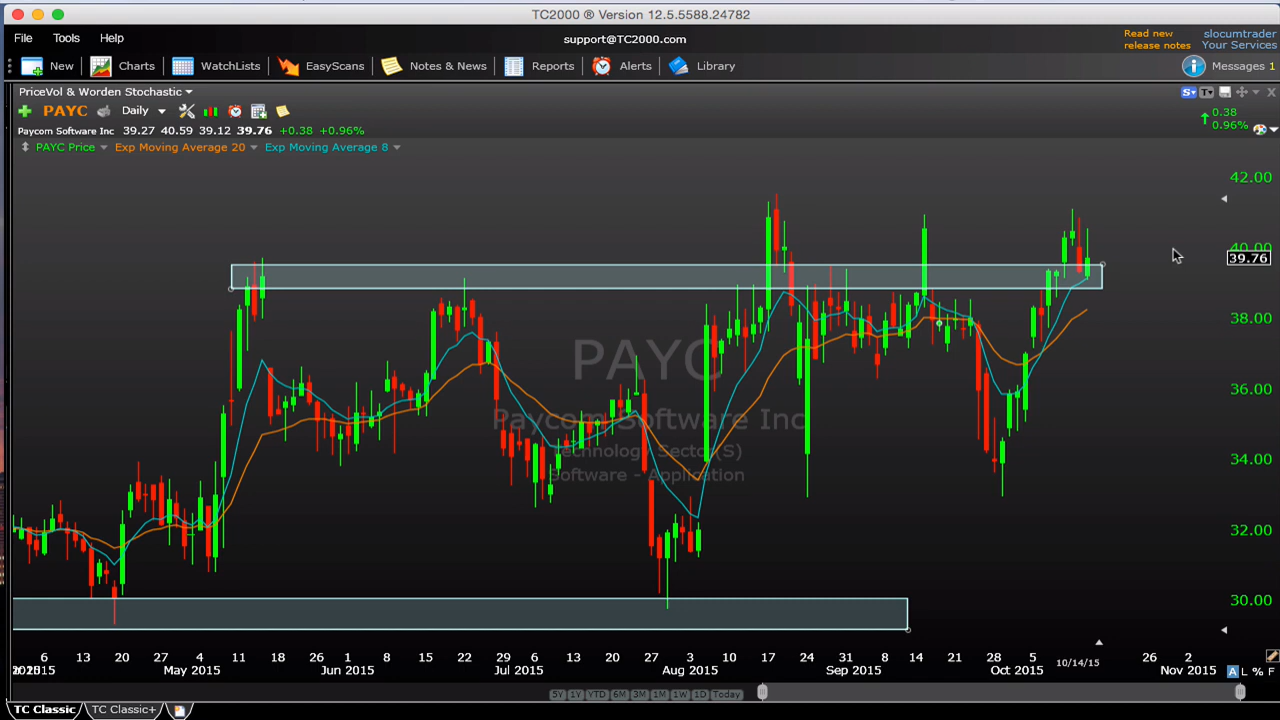 TC2000 ® Version 12.5.5588.24782
File Tools Help
support@TC2000.com
Read new release notes
slocumtrader
Your Services
New Charts WatchLists EasyScans Notes & News Reports Alerts Library
Messages 1
PriceVol & Worden Stochastic
S T
PAYC Daily
0.38
0.96%
Paycom Software Inc 39.27 40.59 39.12 39.76 +0.38 +0.96%
PAYC Price Exp Moving Average 20 Exp Moving Average 8
42.00
40.00
39.76
38.00
PAYC
36.00
Paycom Software Inc
Technology Sector(S)
34.00
Software - Application
32.00
30.00
6 13 20 27 4 11 18 26 1 8 15 22 29 6 13 20 27 3 10 17 24 31 8 14 21 28 5 10/14/15 26 2
2015 May 2015 Jun 2015 Jul 2015 Aug 2015 Sep 2015 Oct 2015 Nov 2015
A L % F
5Y 1Y YTD 6M 3M 1M 1W 1D Today
TC Classic TC Classic+